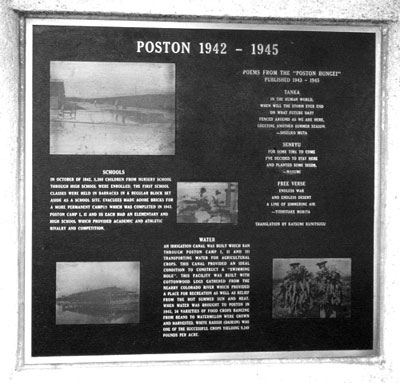 POSTON 1942 - 1945
SCHOOLS
IN OCTOBER OF 1942, 5,200 CHILDREN FROM NURSERY SCHOOL
THROUGH HIGH SCHOOL WERE ENROLLED. THE FIRST SCHOOL
CLASSES WERE HELD IN BARRACKS IN A REGULAR BLOCK SET
ASIDE AS A SCHOOL SITE. EVACUEES MADE ADOBE BRICKS FOR
A MORE PERMANENT CAMPUS WHICH WAS COMPLETED IN 1943.
POSTON CAMP I, II AND III EACH HAD AN ELEMENTARY AND
HIGH SCHOOL WHICH PROVIDED ACADEMIC AND ATHLETIC
RIVALRY AND COMPETITION.
WATER
AN IRRIGATION CANAL WAS BUILT WHICH RAN
THROUGH POSTON CAMP I, II AND III
TRANSPORTING WATER FOR AGRICULTURAL
CROPS. THIS CANAL PROVIDED AN IDEAL
CONDITION TO CONSTRUCT A "SWIMMING
HOLE". THIS FACILITY WAS BUILT WITH
COTTONWOOD LOGS GATHERED FROM THE
NEARBY COLORADO RIVER WHICH PROVIDED
A PLACE FOR RECREATION AS WELL AS RELIEF
FROM THE HOT SUMMER SUN AND HEAT.
WHEN WATER WAS BROUGHT TO POSTON IN
1942, 34 VARIETIES OF FOOD CROPS RANGING
FROM BEANS TO WATERMELON WERE GROWN
AND HARVESTED. WHITE RADISH (DAIKON) WAS
ONE OF THE SUCCESSFUL CROPS YIELDING
POUNDS PER ACRE.
POEMS FROM THE "POSTON BUNGEI"
PUBLISHED 1943 - 1945
TANKA
IN THE HUMAN WORLD,
WHEN WILL THE STORM EVER END
ON WHAT FUTURE DAY?
FENCED AROUND AS WE ARE HERE,
GREETING ANOTHER SUMMER SEASON.
SENRYU
FOR SOME TIME TO COME
I'VE DECIDED TO STAY HERE
AND PLANTED SOME SEEDS.
FREE VERSE
ENDLESS WAR
AND ENDLESS DESERT
A LINE OF SIMMERING AIR.
TRANSLATION BY